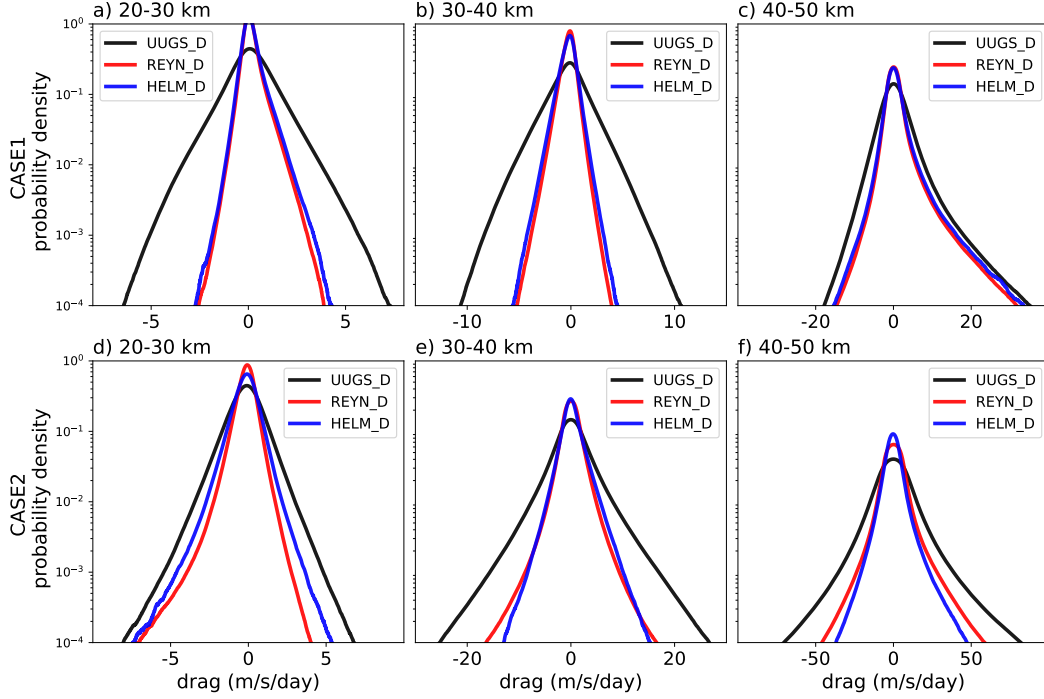 a) 20-30 km
b) 30-40 km
c) 40-50 km
CASE1
probability density
10⁰
10⁻¹
10⁻²
10⁻³
10⁻⁴
UUGS_D
REYN_D
HELM_D
UUGS_D
REYN_D
HELM_D
UUGS_D
REYN_D
HELM_D
-5 0 5
-10 0 10
-20 0 20
d) 20-30 km
e) 30-40 km
f) 40-50 km
CASE2
probability density
10⁰
10⁻¹
10⁻²
10⁻³
10⁻⁴
UUGS_D
REYN_D
HELM_D
UUGS_D
REYN_D
HELM_D
UUGS_D
REYN_D
HELM_D
-5 0 5
-20 0 20
-50 0 50
drag (m/s/day)
drag (m/s/day)
drag (m/s/day)